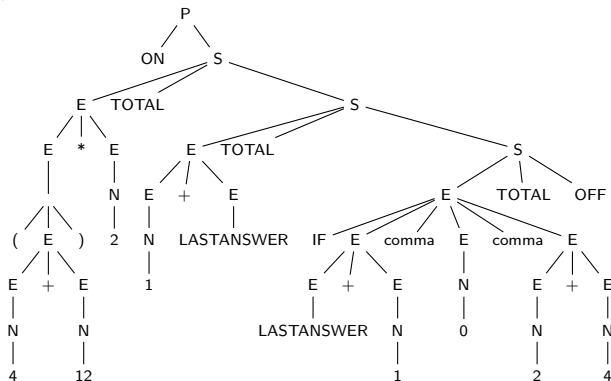 P
ON S
E TOTAL S
E * E E TOTAL S
N E + E E TOTAL OFF
( E ) 2 N LASTANSWER IF E comma E comma E
E + E 1 E + E N E + E
N N LASTANSWER N 0 N N
4 12 1 2 4